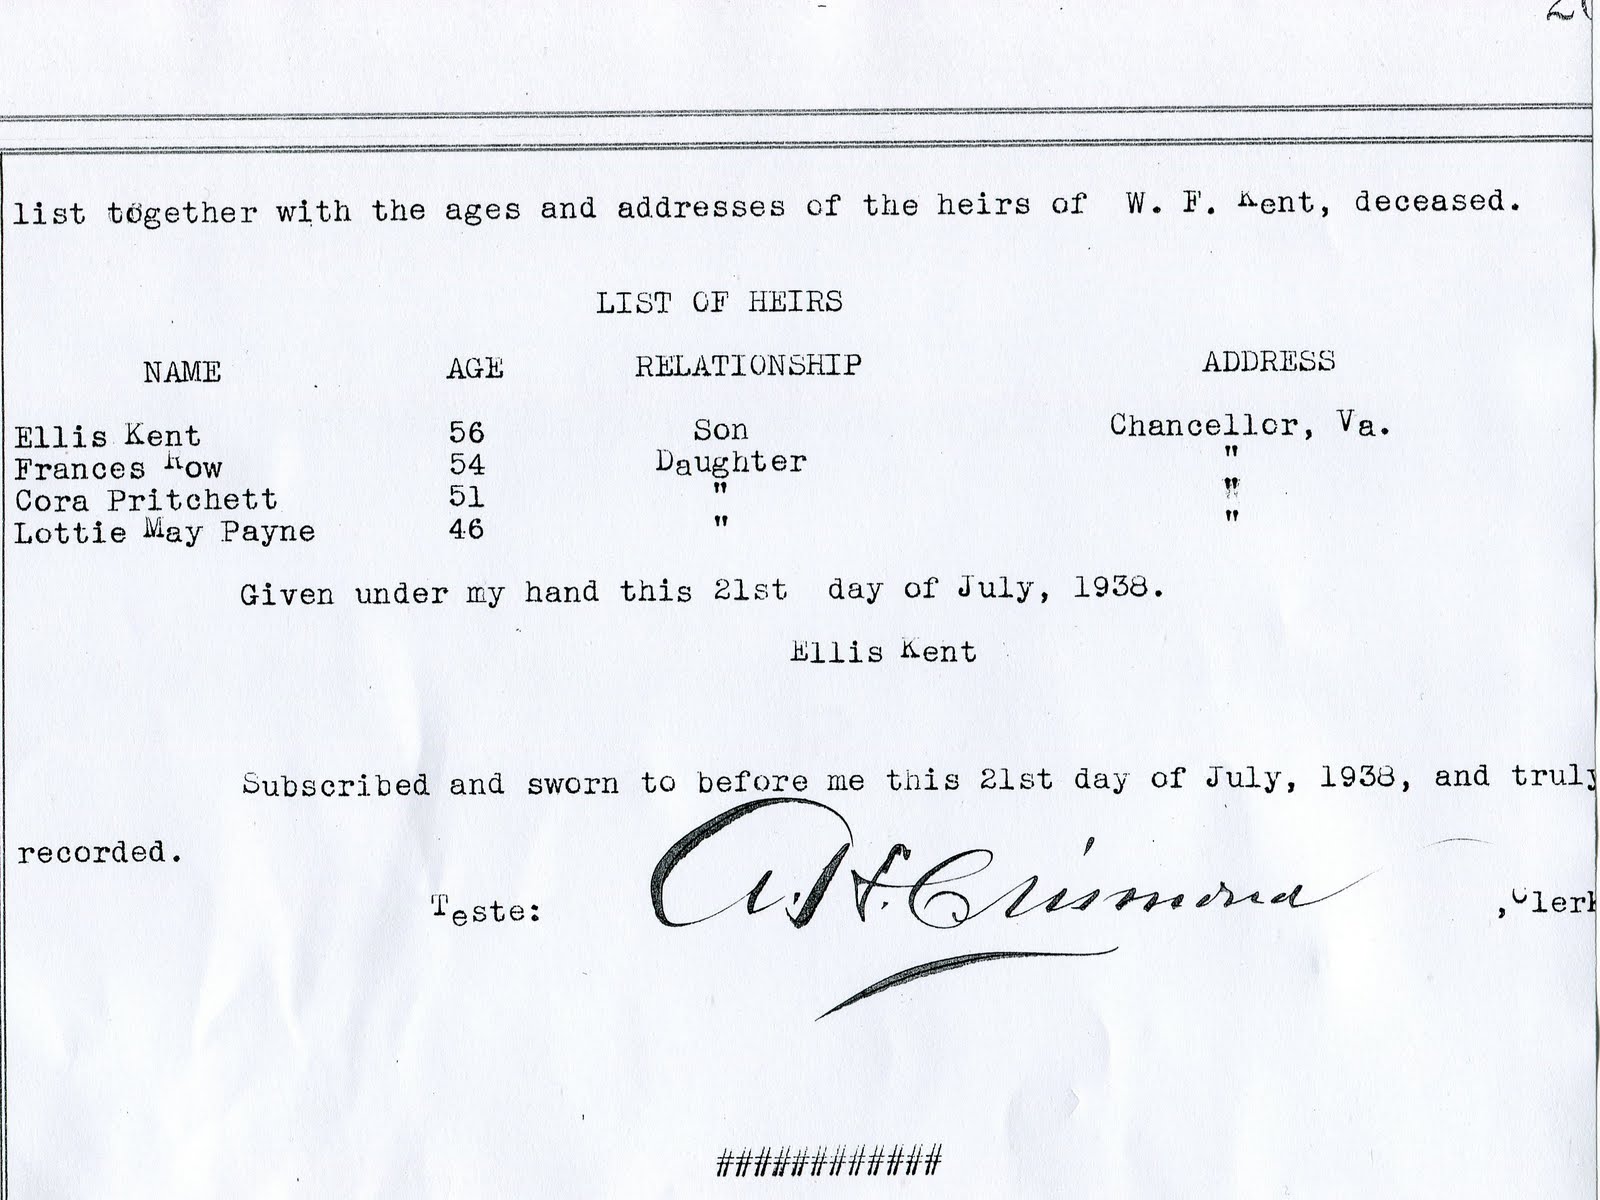 list together with the ages and addresses of the heirs of W. F. Kent, deceased.
LIST OF HEIRS
NAME AGE RELATIONSHIP ADDRESS
Ellis Kent 56 Son Chancellor, Va.
Frances Row 54 Daughter "
Cora Pritchett 51 " "
Lottie May Payne 46 " "
Given under my hand this 21st day of July, 1938.
Ellis Kent
Subscribed and sworn to before me this 21st day of July, 1938, and truly
recorded.
Teste: A. H. Crismond ,Clerk
############